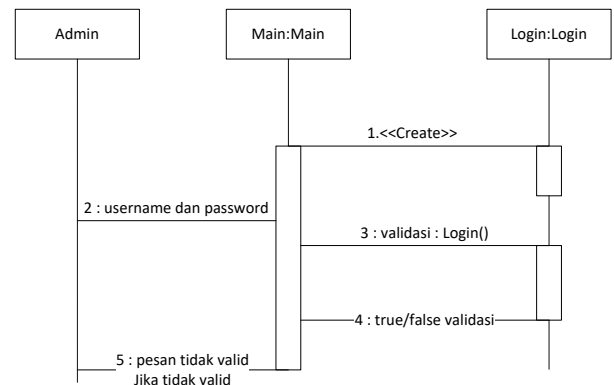 Admin
Main:Main
Login:Login
1.<<Create>>
2 : username dan password
3 : validasi : Login()
4 : true/false validasi
5 : pesan tidak valid
Jika tidak valid